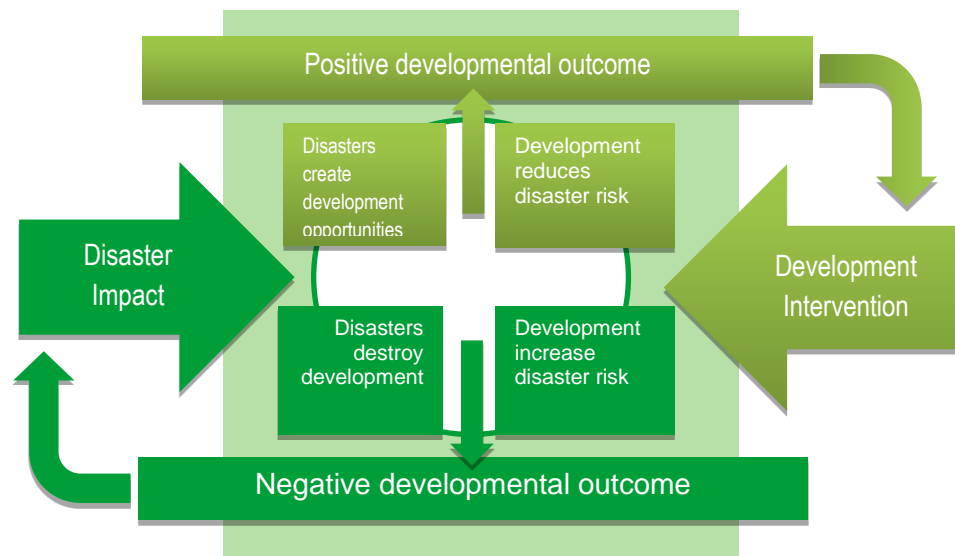 Positive developmental outcome
Disasters
create
development
opportunities
Development
reduces
disaster risk
Disaster
Impact
Development
Intervention
Disasters
destroy
development
Development
increase
disaster risk
Negative developmental outcome